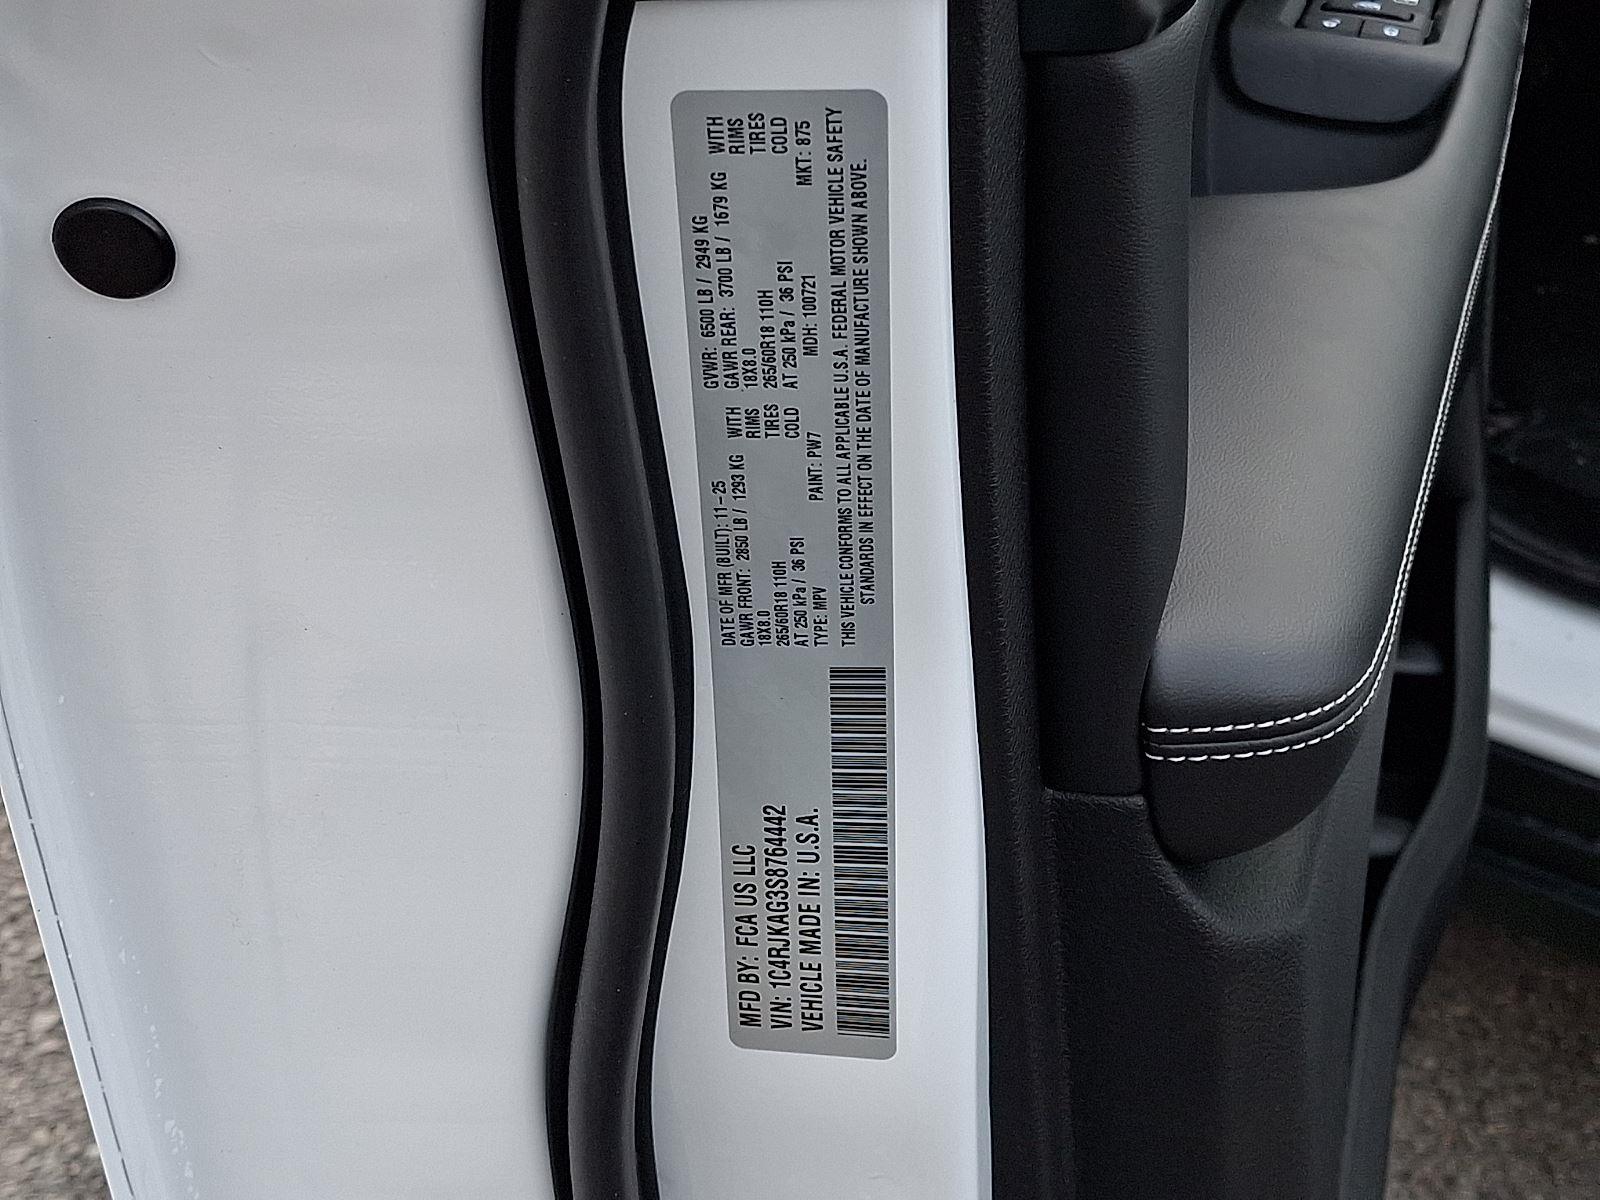 MFD BY: FCA US LLC
VIN: 1C4RJKAG3S8764442
VEHICLE MADE IN: U.S.A.
DATE OF MFR (BUILT): 11-25 GVWR: 6500 LB / 2949 KG
GAWR FRONT: 2850 LB / 1293 KG WITH GAWR REAR: 3700 LB / 1679 KG WITH
18X8.0 RIMS 18X8.0 RIMS
265/60R18 110H TIRES 265/60R18 110H TIRES
AT 250 kPa / 36 PSI COLD AT 250 kPa / 36 PSI COLD
TYPE: MPV PAINT: PW7 MDH: 100721 MKT: 875
THIS VEHICLE CONFORMS TO ALL APPLICABLE U.S.A. FEDERAL MOTOR VEHICLE SAFETY
STANDARDS IN EFFECT ON THE DATE OF MANUFACTURE SHOWN ABOVE.